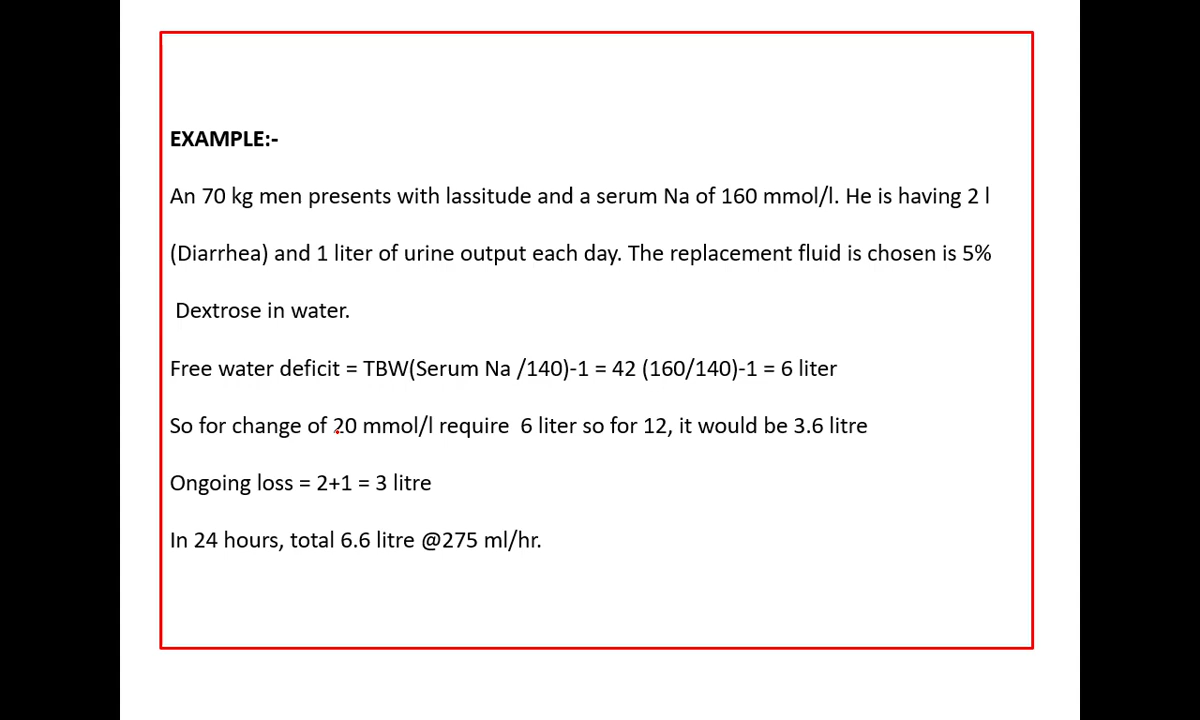 EXAMPLE:-
An 70 kg men presents with lassitude and a serum Na of 160 mmol/l. He is having 2 l
(Diarrhea) and 1 liter of urine output each day. The replacement fluid is chosen is 5%
Dextrose in water.
Free water deficit = TBW(Serum Na /140)-1 = 42 (160/140)-1 = 6 liter
So for change of 20 mmol/l require 6 liter so for 12, it would be 3.6 litre
Ongoing loss = 2+1 = 3 litre
In 24 hours, total 6.6 litre @275 ml/hr.